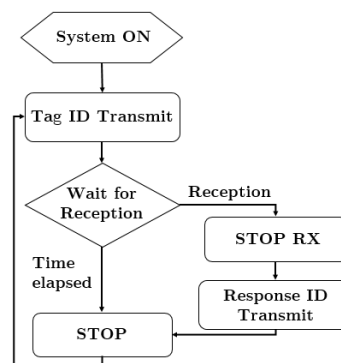 System ON
Tag ID Transmit
Wait for
Reception
Reception
STOP RX
Time
elapsed
Response ID
Transmit
STOP